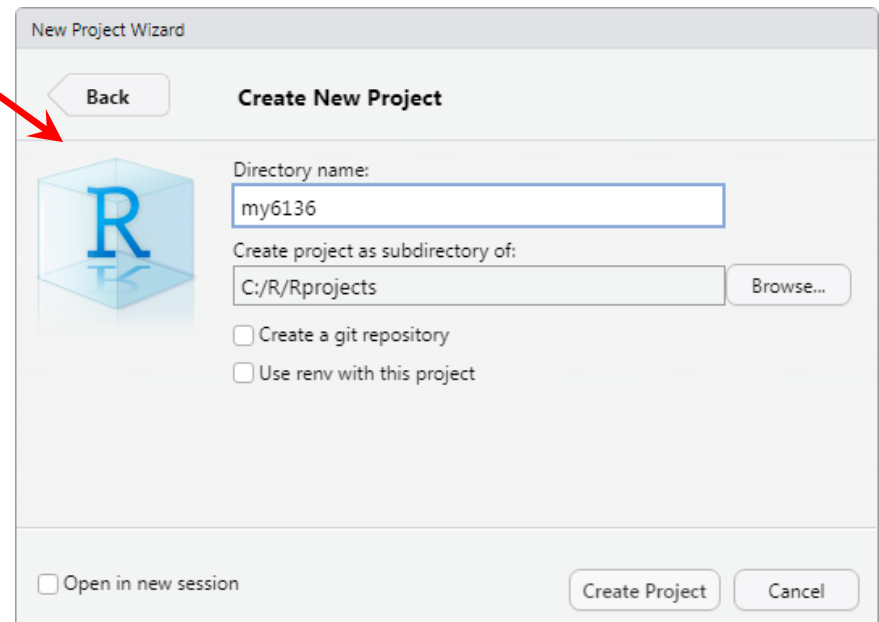 New Project Wizard
Back
Create New Project
R
Directory name:
my6136
Create project as subdirectory of:
C:/R/Rprojects
Browse...
Create a git repository
Use renv with this project
Open in new session
Create Project
Cancel